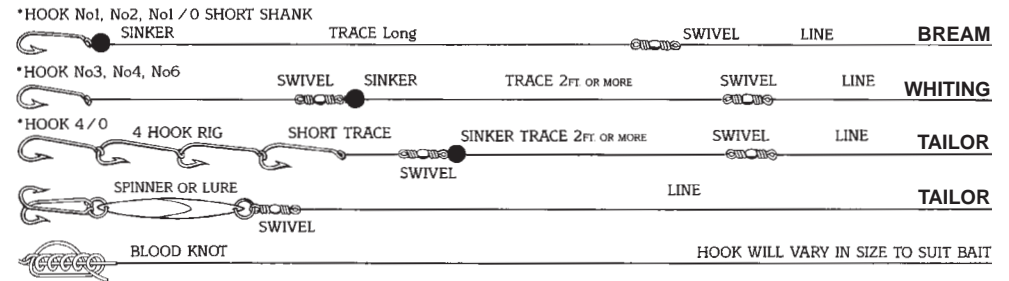 *HOOK No1, No2, No1/0 SHORT SHANK
SINKER TRACE Long SWIVEL LINE BREAM
*HOOK No3, No4, No6
SWIVEL SINKER TRACE 2FT. OR MORE SWIVEL LINE WHITING
*HOOK 4/0
4 HOOK RIG SHORT TRACE SINKER TRACE 2FT. OR MORE SWIVEL LINE TAILOR
SWIVEL
SPINNER OR LURE LINE TAILOR
SWIVEL
BLOOD KNOT HOOK WILL VARY IN SIZE TO SUIT BAIT